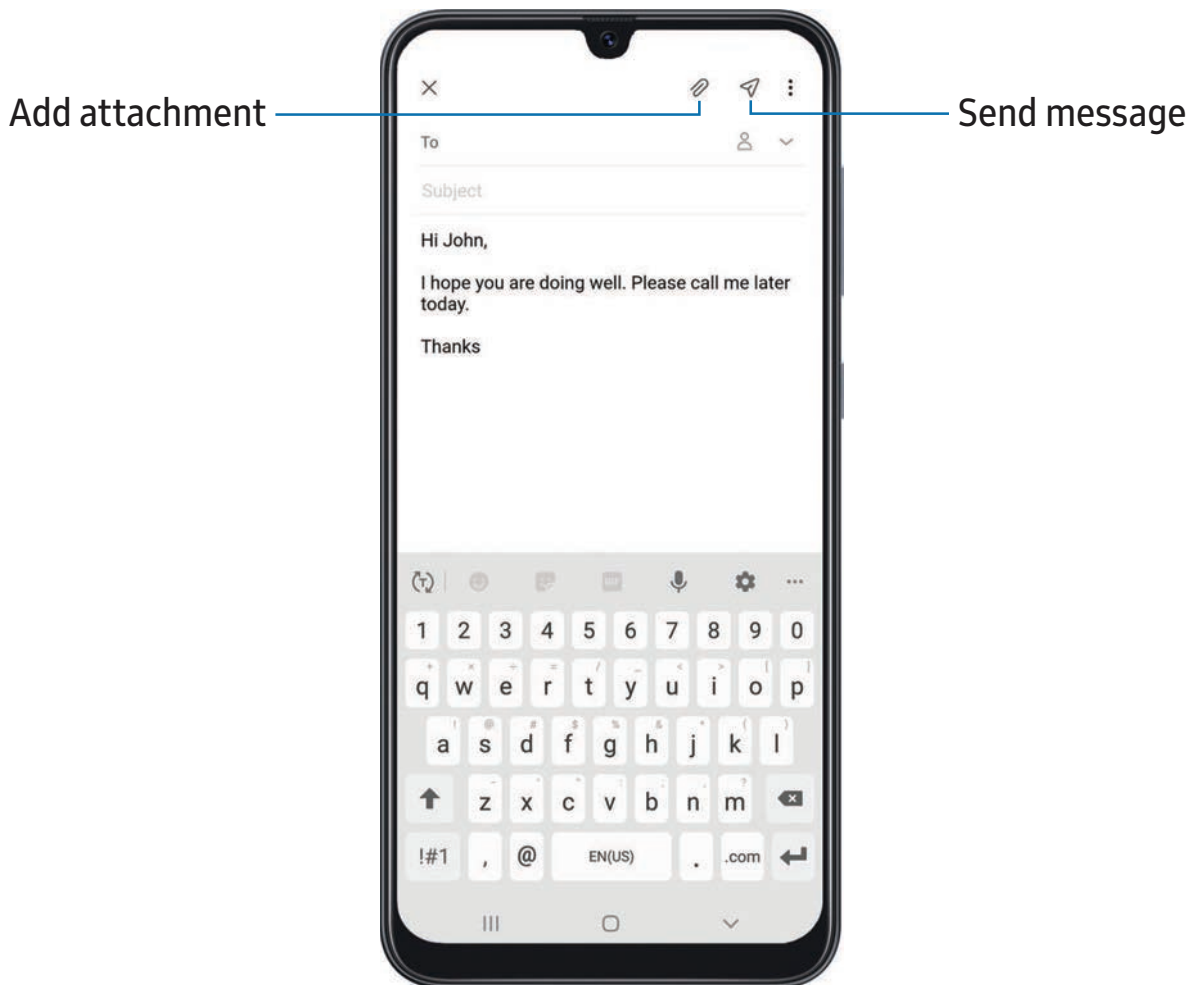 Add attachment
Send message
To
Subject
Hi John,
I hope you are doing well. Please call me later
today.
Thanks
1 2 3 4 5 6 7 8 9 0
q w e r t y u i o p
a s d f g h j k l
z x c v b n m
!#1 , @ EN(US) . .com